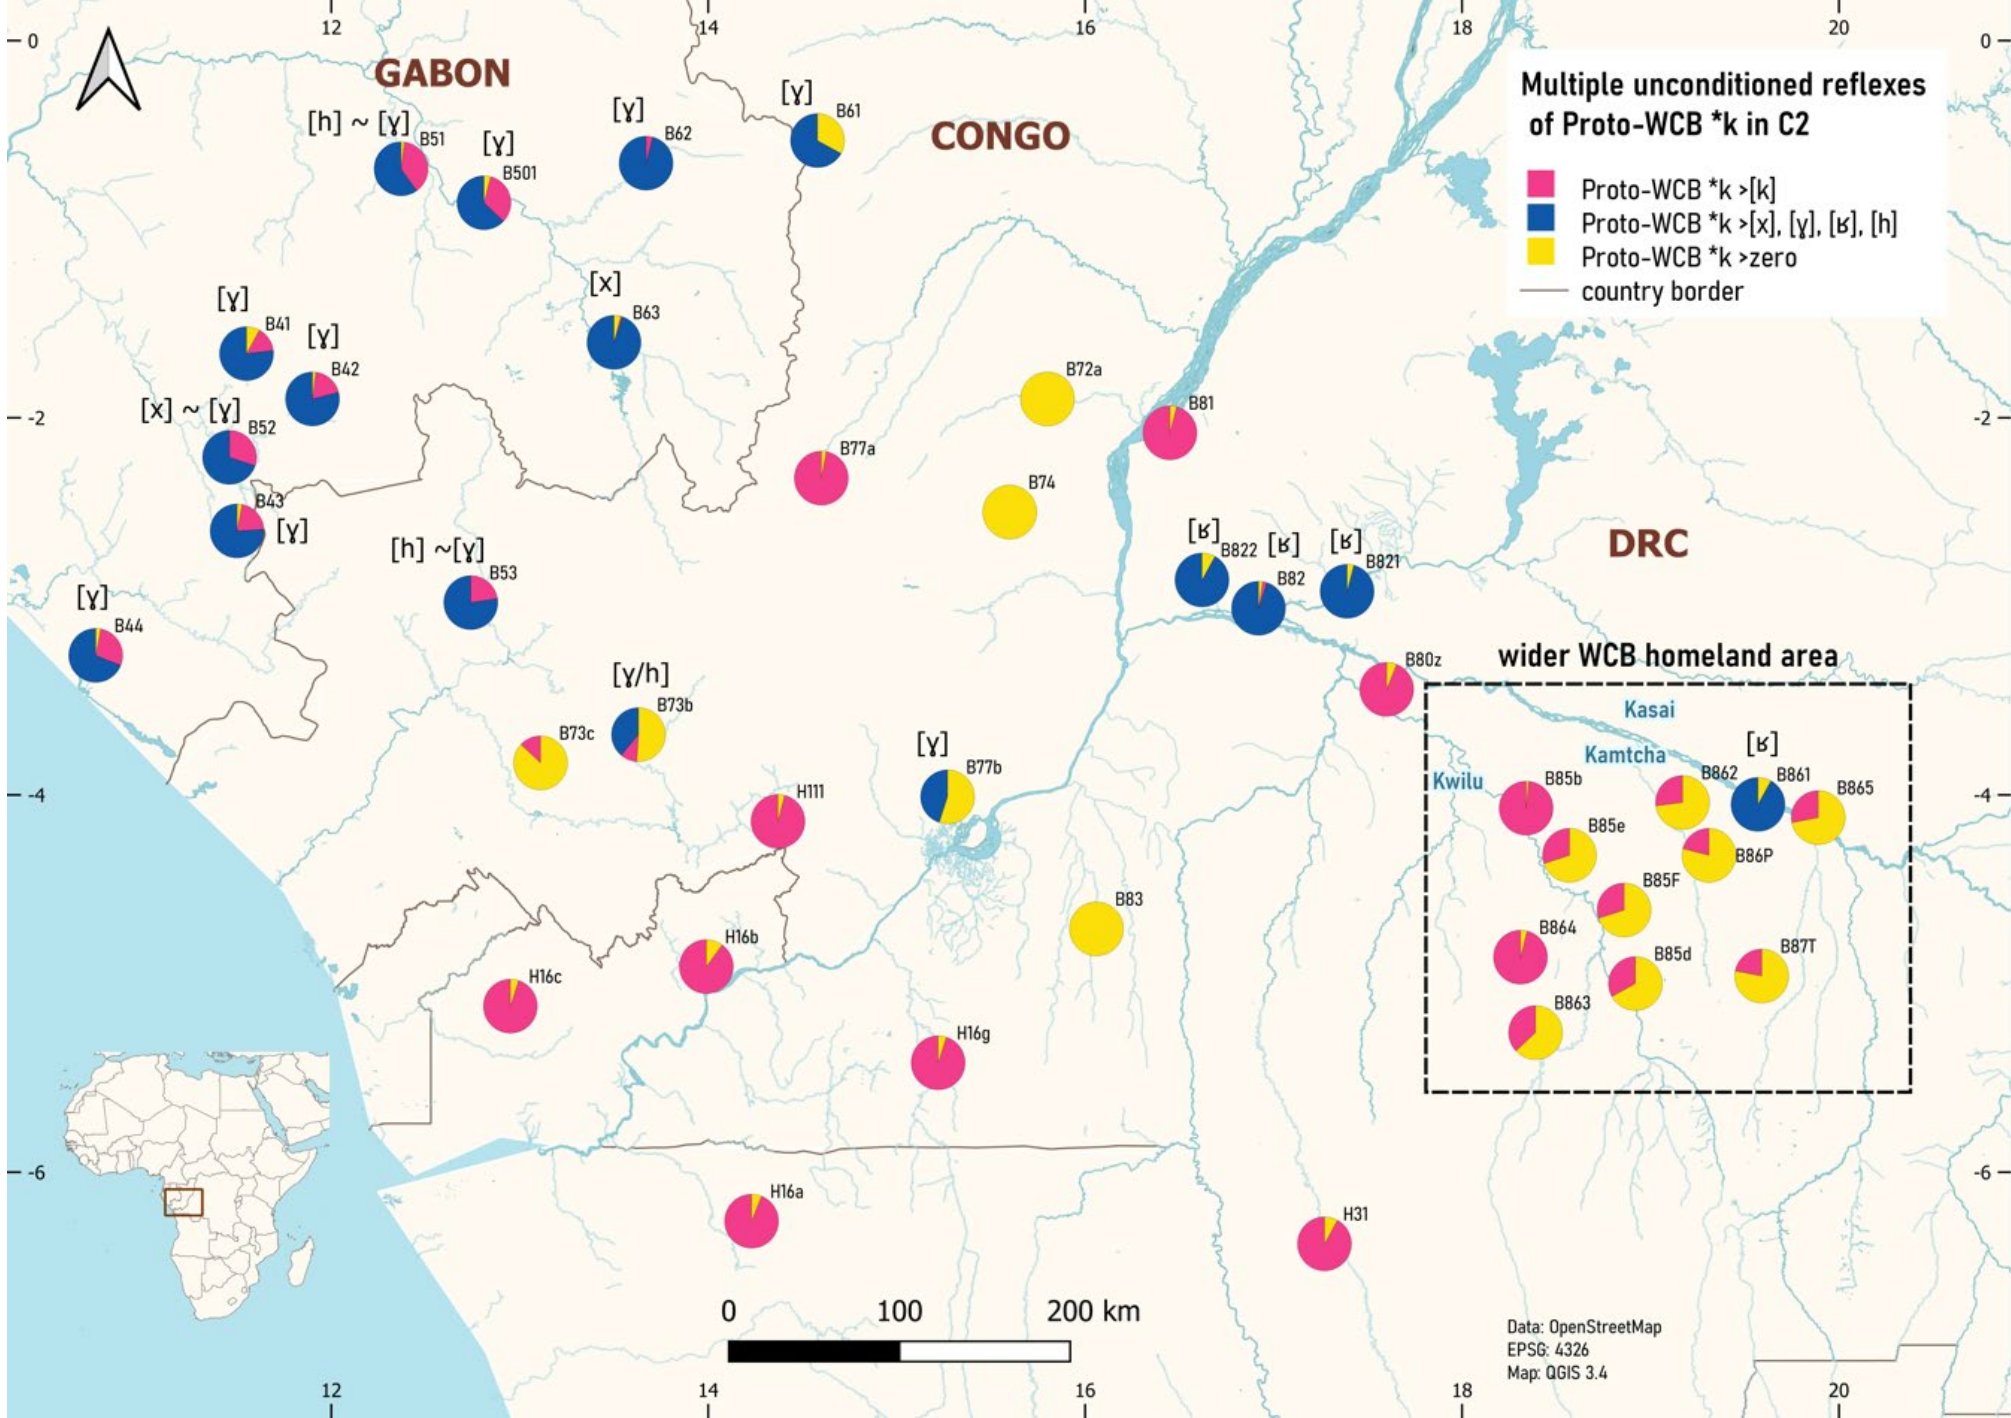 12
14
16
18
20
0
0
GABON
CONGO
Multiple unconditioned reflexes
of Proto-WCB *k in C2
Proto-WCB *k >[k]
Proto-WCB *k >[x], [ɣ], [ʁ], [h]
Proto-WCB *k >zero
country border
[h] ~ [ɣ]
B51
[ɣ]
B501
[ɣ]
B62
[ɣ]
B61
[ɣ]
B41
[ɣ]
B42
[x]
B63
[x] ~ [ɣ]
B52
B43
[ɣ]
B72a
B81
-2
-2
B77a
B74
[h] ~[ɣ]
B53
[ʁ]
B822
[ʁ]
B82
[ʁ]
B821
DRC
[ɣ]
B44
B80z
wider WCB homeland area
Kasai
Kamtcha
Kwilu
[ɣ/h]
B73b
B73c
[ɣ]
B77b
H111
-4
-4
B85b
B862
[ʁ]
B861
B865
B85e
B86P
B85F
B83
B864
B85d
B87T
B863
H16b
H16c
H16g
-6
-6
H16a
H31
0
100
200 km
Data: OpenStreetMap
EPSG: 4326
Map: QGIS 3.4
12
14
16
18
20